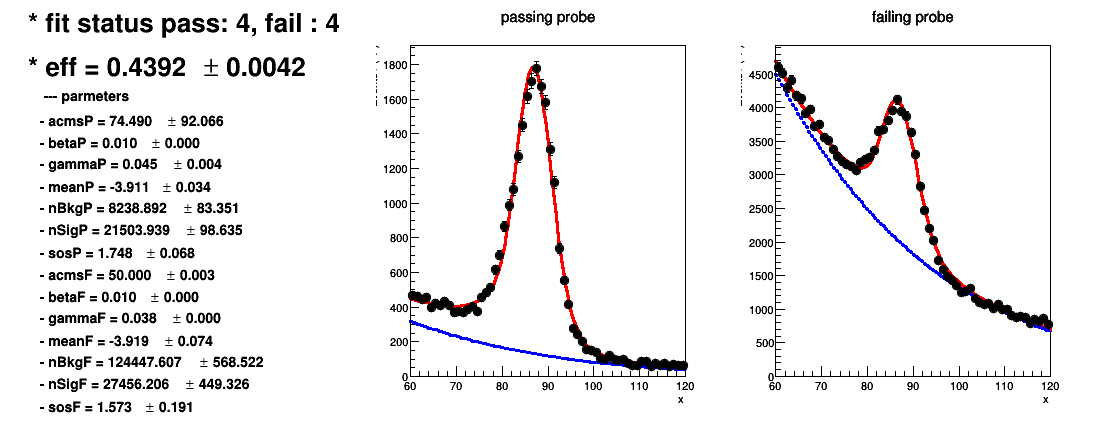 * fit status pass: 4, fail : 4
* eff = 0.4392 ± 0.0042
--- parmeters
- acmsP = 74.490 ± 92.066
- betaP = 0.010 ± 0.000
- gammaP = 0.045 ± 0.004
- meanP = -3.911 ± 0.034
- nBkgP = 8238.892 ± 83.351
- nSigP = 21503.939 ± 98.635
- sosP = 1.748 ± 0.068
- acmsF = 50.000 ± 0.003
- betaF = 0.010 ± 0.000
- gammaF = 0.038 ± 0.000
- meanF = -3.919 ± 0.074
- nBkgF = 124447.607 ± 568.522
- nSigF = 27456.206 ± 449.326
- sosF = 1.573 ± 0.191
passing probe
1800
1600
1400
1200
1000
800
600
400
200
0
60 70 80 90 100 110 120
x
failing probe
4500
4000
3500
3000
2500
2000
1500
1000
500
0
60 70 80 90 100 110 120
x